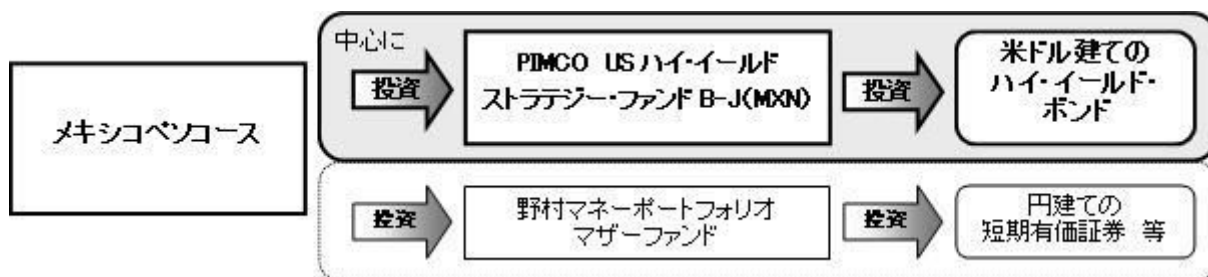 メキシコペソコース
中心に
投資
PIMCO USハイ・イールド
ストラテジー・ファンド B-J(MXN)
投資
米ドル建ての
ハイ・イールド・
ボンド
投資
野村マネーポートフォリオ
マザーファンド
投資
円建ての
短期有価証券 等